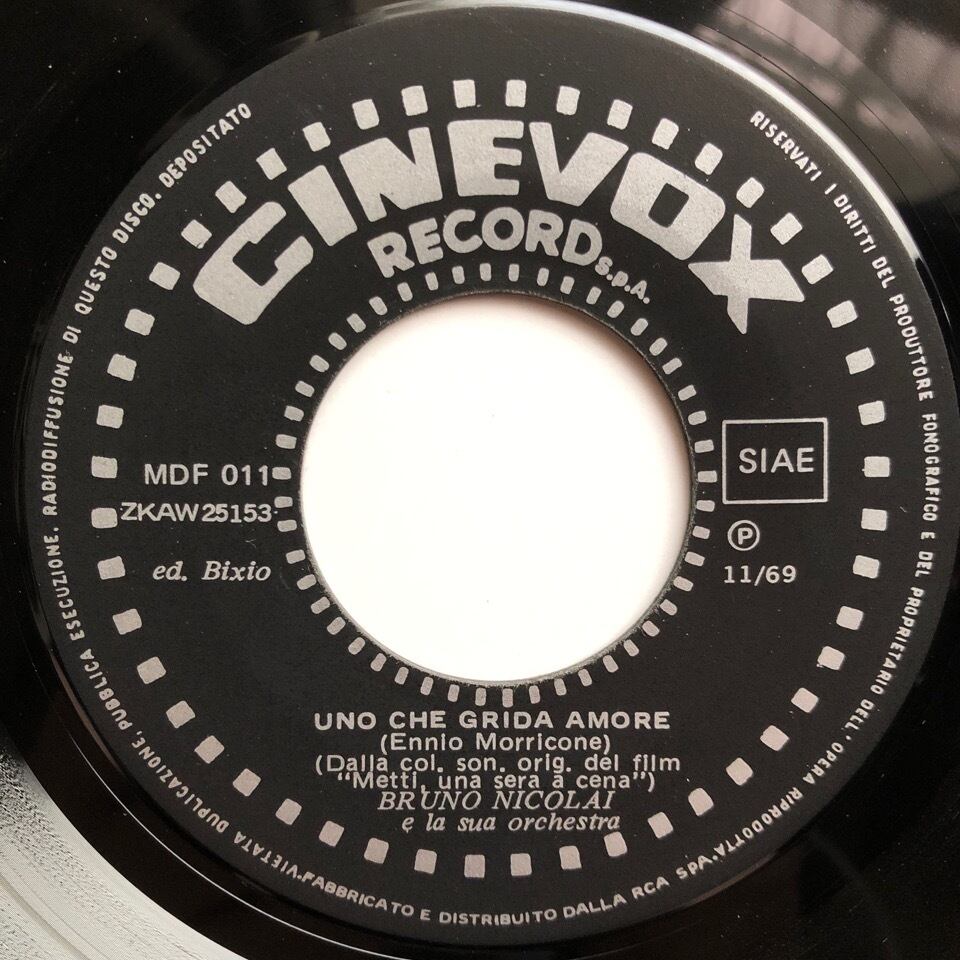 CINEVOX
RECORD S.p.A.
MDF 011
ZKAW 25153
ed. Bixio
SIAE
Ⓟ
11/69
UNO CHE GRIDA AMORE
(Ennio Morricone)
(Dalla col. son. orig. del film
“Metti, una sera a cena”)
BRUNO NICOLAI
e la sua orchestra
RISERVATI I DIRITTI DEL PRODUTTORE FONOGRAFICO E DEL PROPRIETARIO DELL' OPERA RIPRODOTTA. VIETATA DUPLICAZIONE, PUBBLICA ESECUZIONE, RADIODIFFUSIONE DI QUESTO DISCO. DEPOSITATO
FABBRICATO E DISTRIBUITO DALLA RCA SpA.